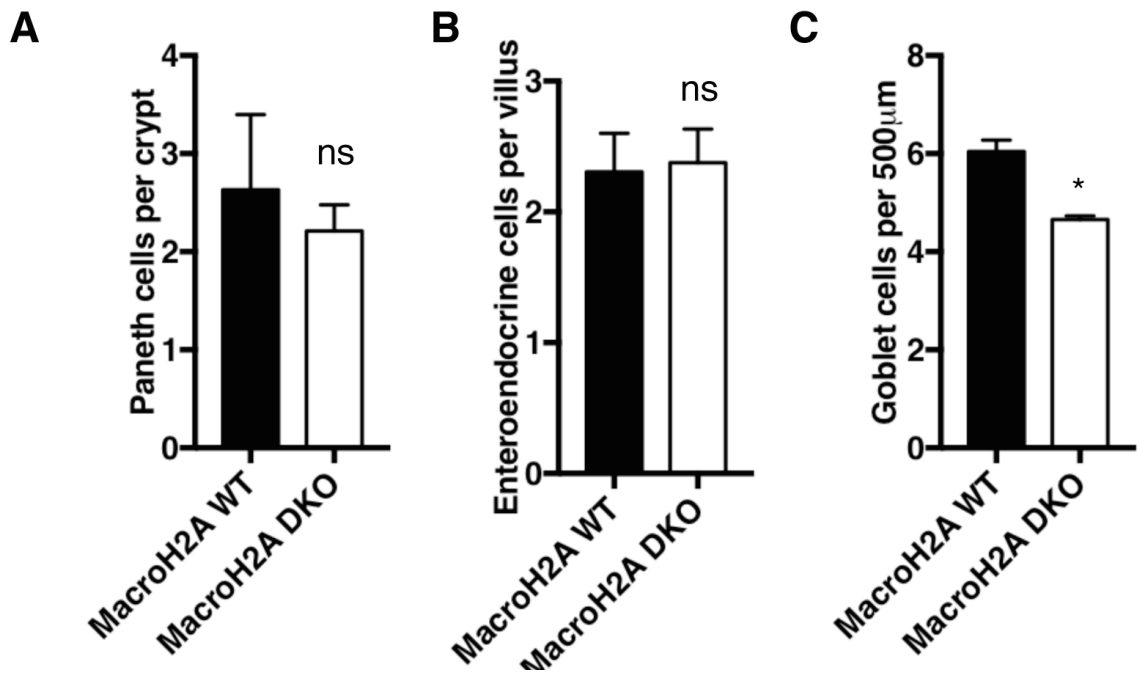 A
Paneth cells per crypt
4
3
2
1
0
ns
MacroH2A WT
MacroH2A DKO
B
Enteroendocrine cells per villus
3
2
1
0
ns
MacroH2A WT
MacroH2A DKO
C
Goblet cells per 500μm
8
6
4
2
0
*
MacroH2A WT
MacroH2A DKO